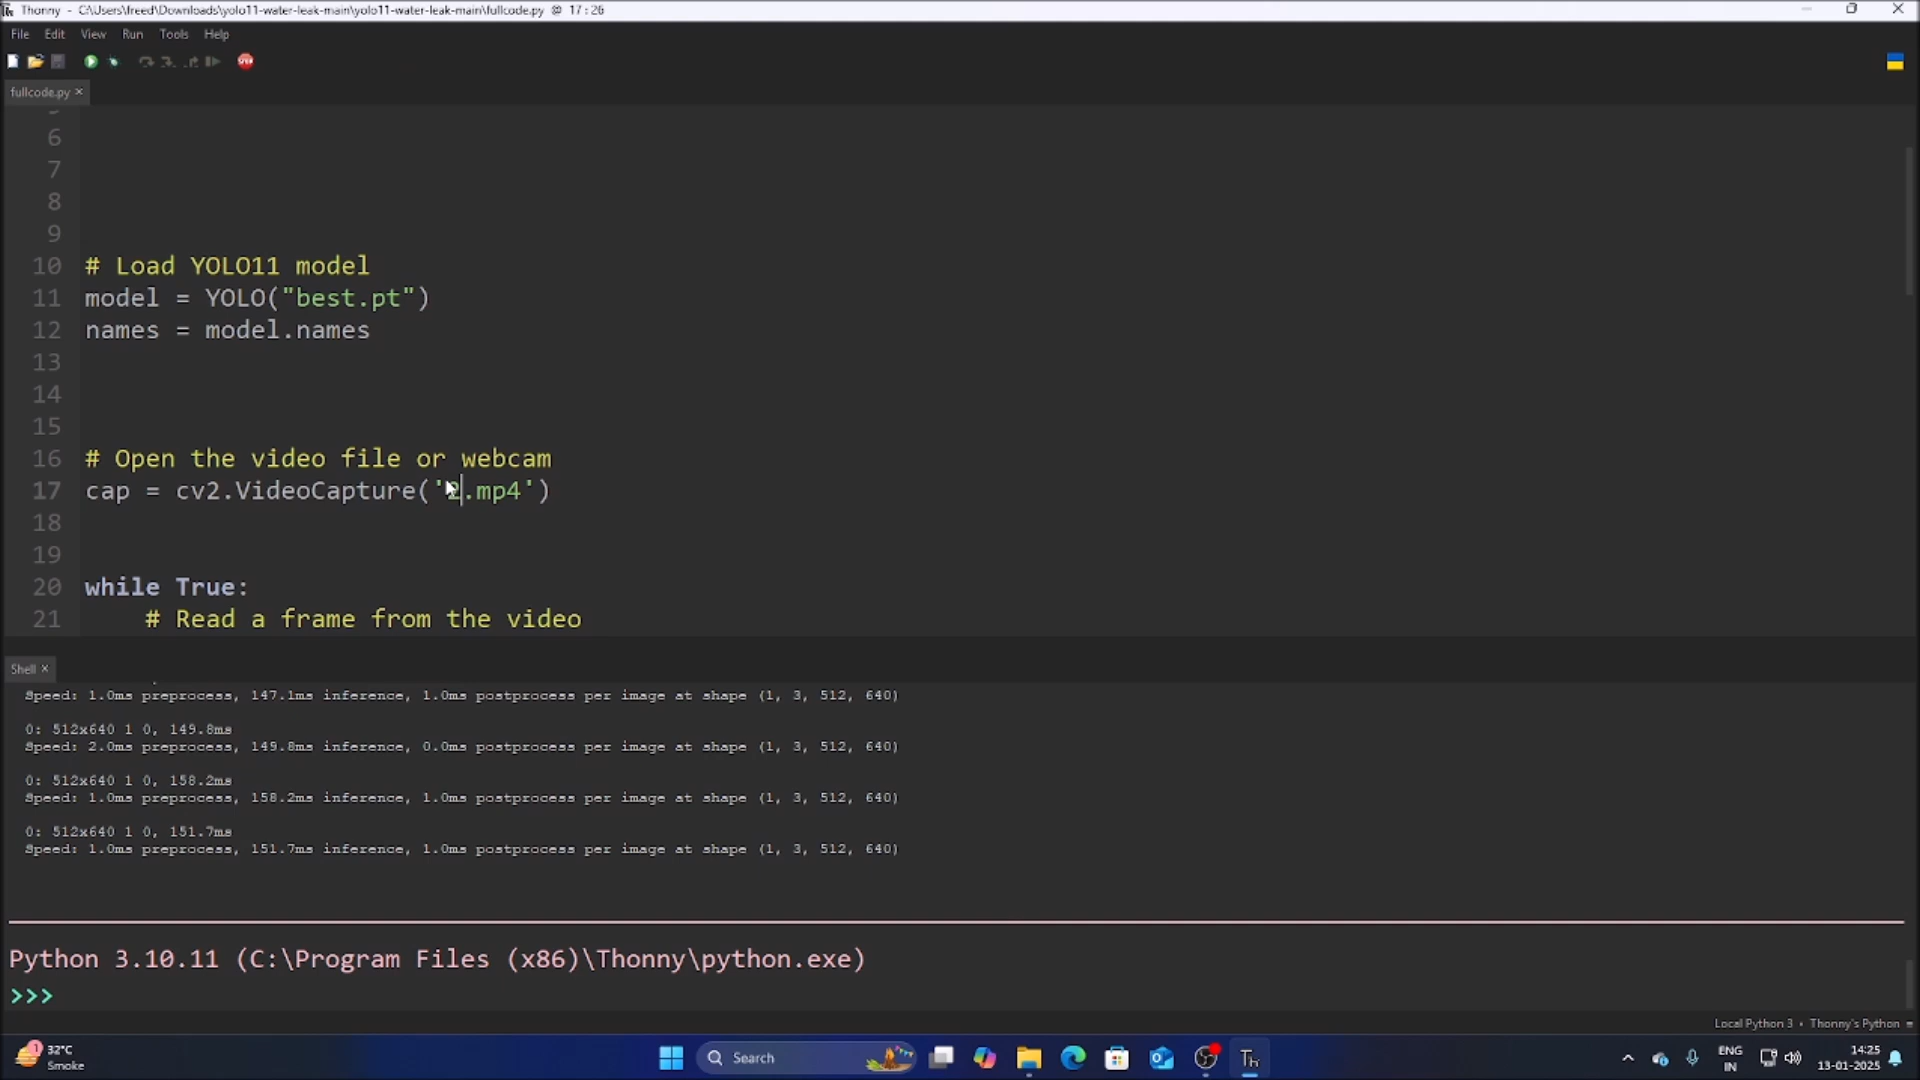 Thonny - C:\Users\freed\Downloads\yolo11-water-leak-main\yolo11-water-leak-main\fullcode.py @ 17:26
File Edit View Run Tools Help
fullcode.py ×
6
7
8
9
10 # Load YOLO11 model
11 model = YOLO("best.pt")
12 names = model.names
13
14
15
16 # Open the video file or webcam
17 cap = cv2.VideoCapture('2.mp4')
18
19
20 while True:
21 # Read a frame from the video
Shell ×
Speed: 1.0ms preprocess, 147.1ms inference, 1.0ms postprocess per image at shape (1, 3, 512, 640)
0: 512x640 1 0, 149.8ms
Speed: 2.0ms preprocess, 149.8ms inference, 0.0ms postprocess per image at shape (1, 3, 512, 640)
0: 512x640 1 0, 158.2ms
Speed: 1.0ms preprocess, 158.2ms inference, 1.0ms postprocess per image at shape (1, 3, 512, 640)
0: 512x640 1 0, 151.7ms
Speed: 1.0ms preprocess, 151.7ms inference, 1.0ms postprocess per image at shape (1, 3, 512, 640)
Python 3.10.11 (C:\Program Files (x86)\Thonny\python.exe)
>>>
Local Python 3 • Thonny's Python
1 32°C
Smoke
Search
ENG
IN
14:25
13-01-2025